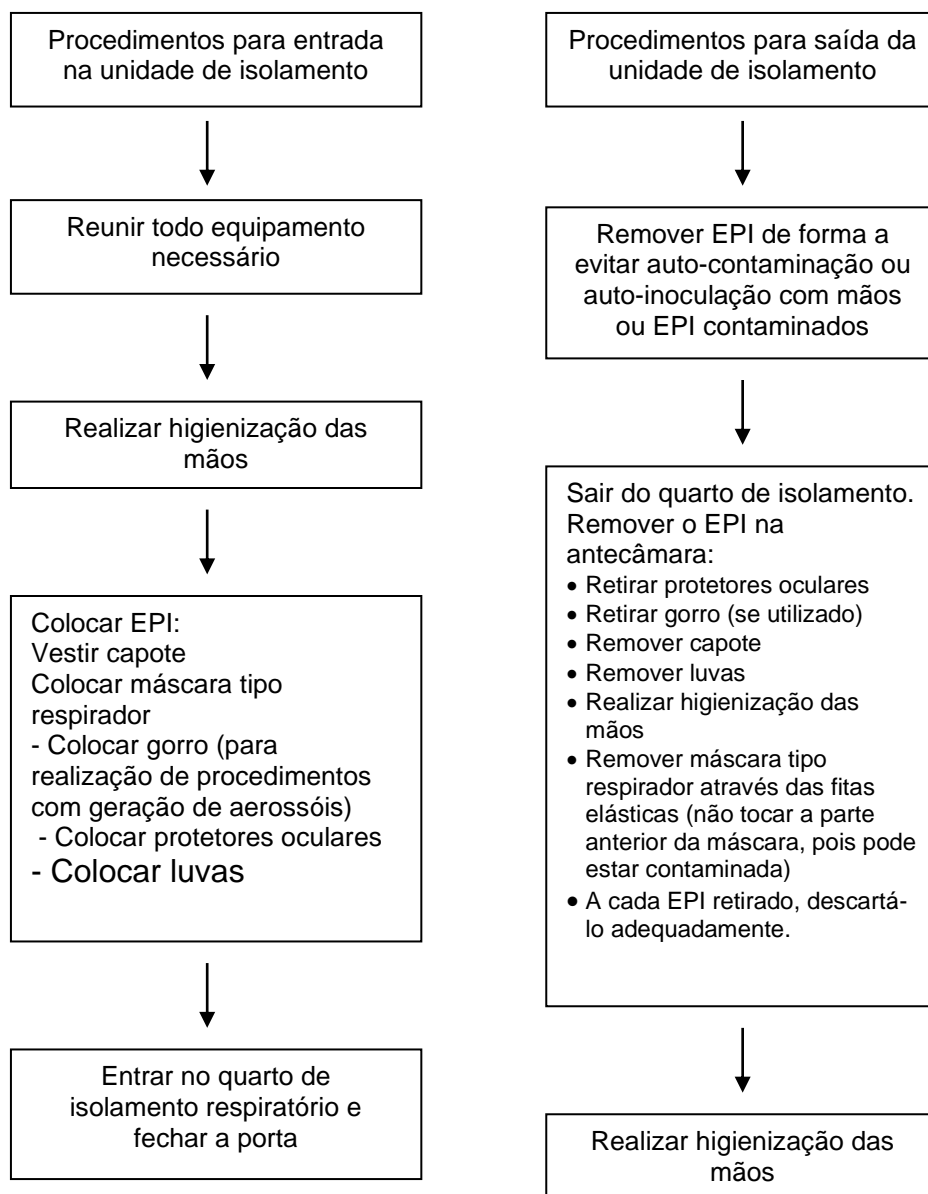 Procedimentos para entrada
na unidade de isolamento
Reunir todo equipamento
necessário
Realizar higienização das
mãos
Colocar EPI:
Vestir capote
Colocar máscara tipo
respirador
- Colocar gorro (para
realização de procedimentos
com geração de aerossóis)
- Colocar protetores oculares
- Colocar luvas
Entrar no quarto de
isolamento respiratório e
fechar a porta
Procedimentos para saída da
unidade de isolamento
Remover EPI de forma a
evitar auto-contaminação ou
auto-inoculação com mãos
ou EPI contaminados
Sair do quarto de isolamento.
Remover o EPI na
antecâmara:
• Retirar protetores oculares
• Retirar gorro (se utilizado)
• Remover capote
• Remover luvas
• Realizar higienização das
mãos
• Remover máscara tipo
respirador através das fitas
elásticas (não tocar a parte
anterior da máscara, pois pode
estar contaminada)
• A cada EPI retirado, descartá-
lo adequadamente.
Realizar higienização das
mãos